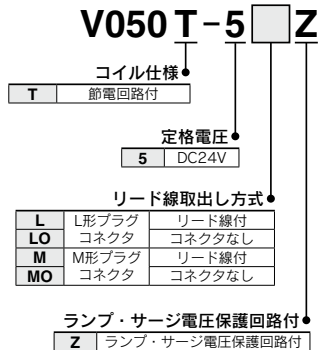 V050T-5□Z
コイル仕様
T 節電回路付
定格電圧
5 DC24V
リード線取出し方式
L L形プラグ リード線付
LO コネクタ コネクタなし
M M形プラグ リード線付
MO コネクタ コネクタなし
ランプ・サージ電圧保護回路付
Z ランプ・サージ電圧保護回路付